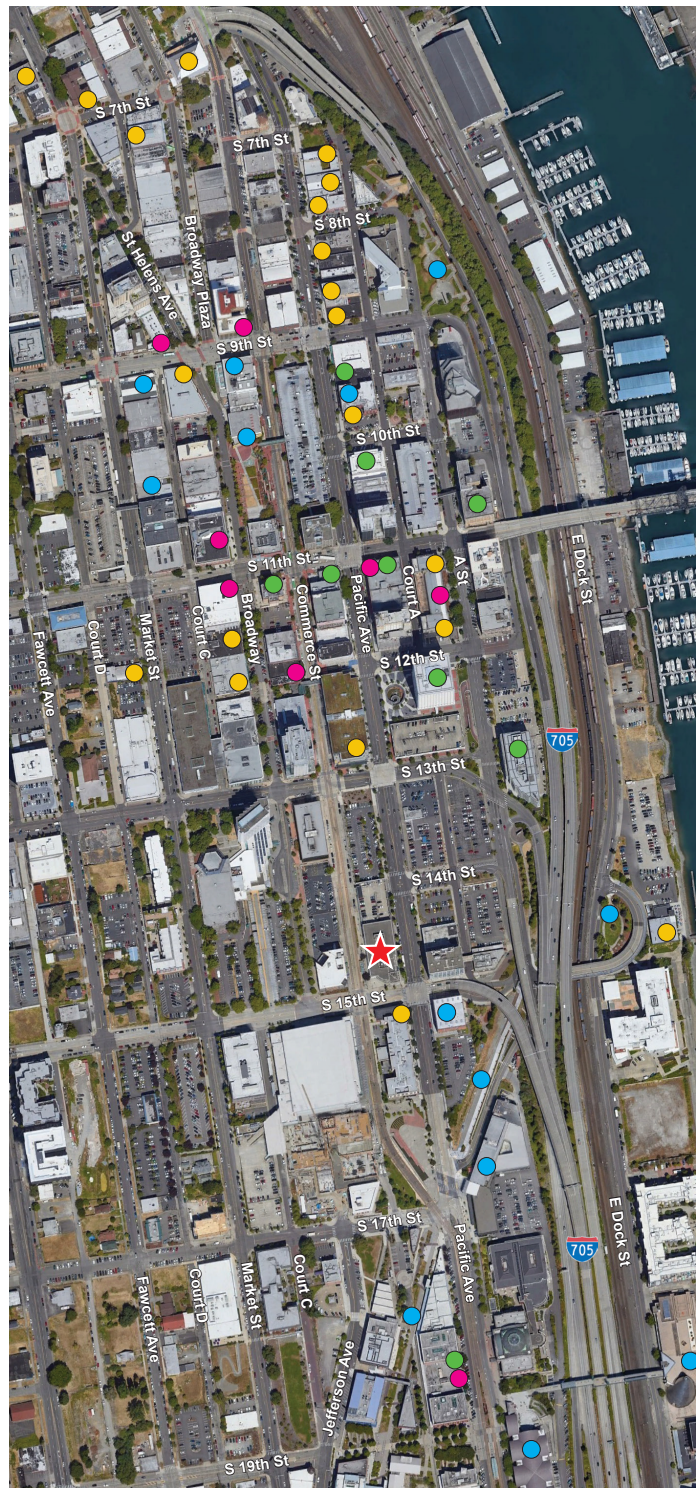 S 7th St
S 7th St
S 8th St
St Helens Ave
Broadway Plaza
S 9th St
S 10th St
S 11th St
E Dock St
A St
Court A
Pacific Ave
Commerce St
Broadway
Court C
Market St
Court D
Fawcett Ave
S 12th St
705
S 13th St
S 14th St
S 15th St
S 17th St
E Dock St
705
Pacific Ave
Court C
Market St
Court D
Fawcett Ave
Jefferson Ave
S 19th St